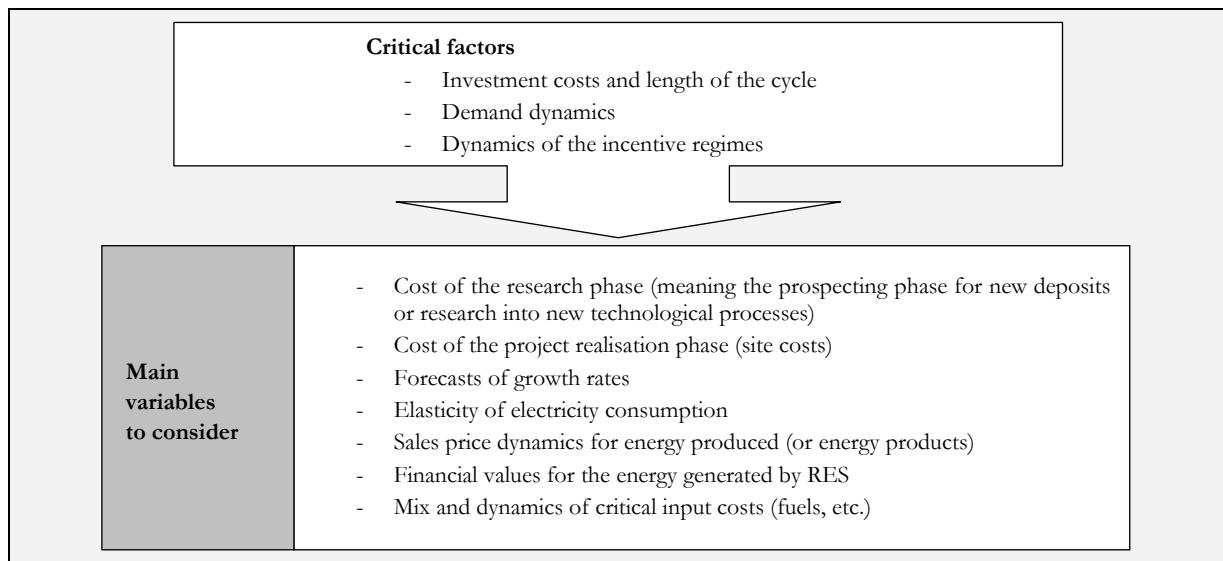 Critical factors
- Investment costs and length of the cycle
- Demand dynamics
- Dynamics of the incentive regimes
Main
variables
to consider
- Cost of the research phase (meaning the prospecting phase for new deposits
or research into new technological processes)
- Cost of the project realisation phase (site costs)
- Forecasts of growth rates
- Elasticity of electricity consumption
- Sales price dynamics for energy produced (or energy products)
- Financial values for the energy generated by RES
- Mix and dynamics of critical input costs (fuels, etc.)